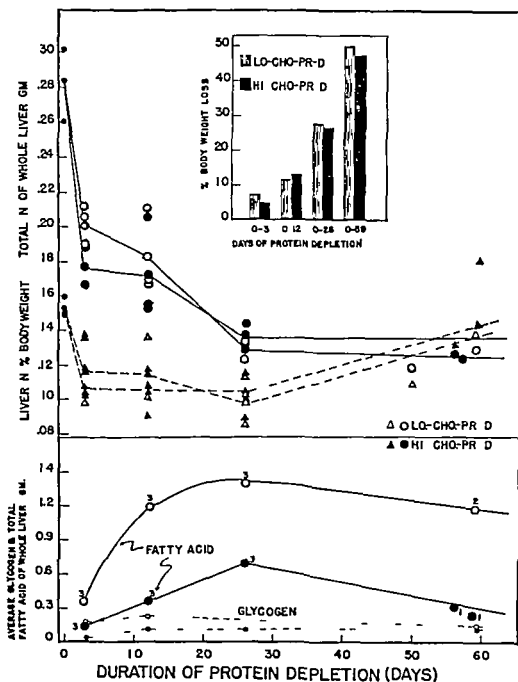 .30
.28
.26
.24
.22
.20
.18
.16
.14
.12
.10
.08
TOTAL N OF WHOLE LIVER GM
LIVER N % BODYWEIGHT
% BODY WEIGHT LOSS
50
40
30
20
10
0
LO-CHO-PR-D
HI CHO-PR D
0-3 0 12 0-26 0-59
DAYS OF PROTEIN DEPLETION
LO-CHO-PR D
HI CHO-PR D
AVERAGE GLYCOGEN & TOTAL
FATTY ACID OF WHOLE LIVER GM.
1.4
1.2
0.9
0.6
0.3
0
3 3 3 2
FATTY ACID
3 3 3 1 1
GLYCOGEN
0 10 20 30 40 50 60
DURATION OF PROTEIN DEPLETION (DAYS)